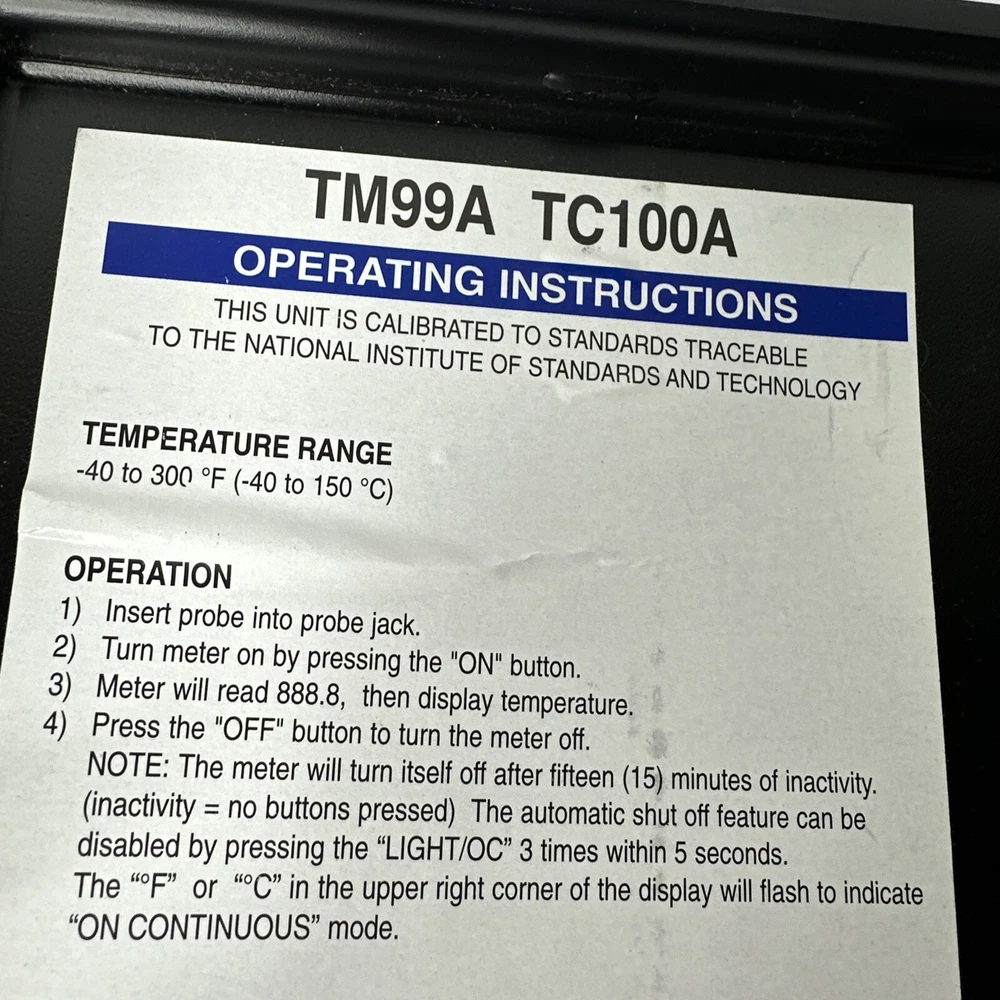 TM99A TC100A
OPERATING INSTRUCTIONS
THIS UNIT IS CALIBRATED TO STANDARDS TRACEABLE
TO THE NATIONAL INSTITUTE OF STANDARDS AND TECHNOLOGY
TEMPERATURE RANGE
-40 to 300 °F (-40 to 150 °C)
OPERATION
1) Insert probe into probe jack.
2) Turn meter on by pressing the "ON" button.
3) Meter will read 888.8, then display temperature.
4) Press the "OFF" button to turn the meter off.
NOTE: The meter will turn itself off after fifteen (15) minutes of inactivity.
(inactivity = no buttons pressed) The automatic shut off feature can be
disabled by pressing the “LIGHT/OC” 3 times within 5 seconds.
The “°F” or “°C” in the upper right corner of the display will flash to indicate
“ON CONTINUOUS” mode.